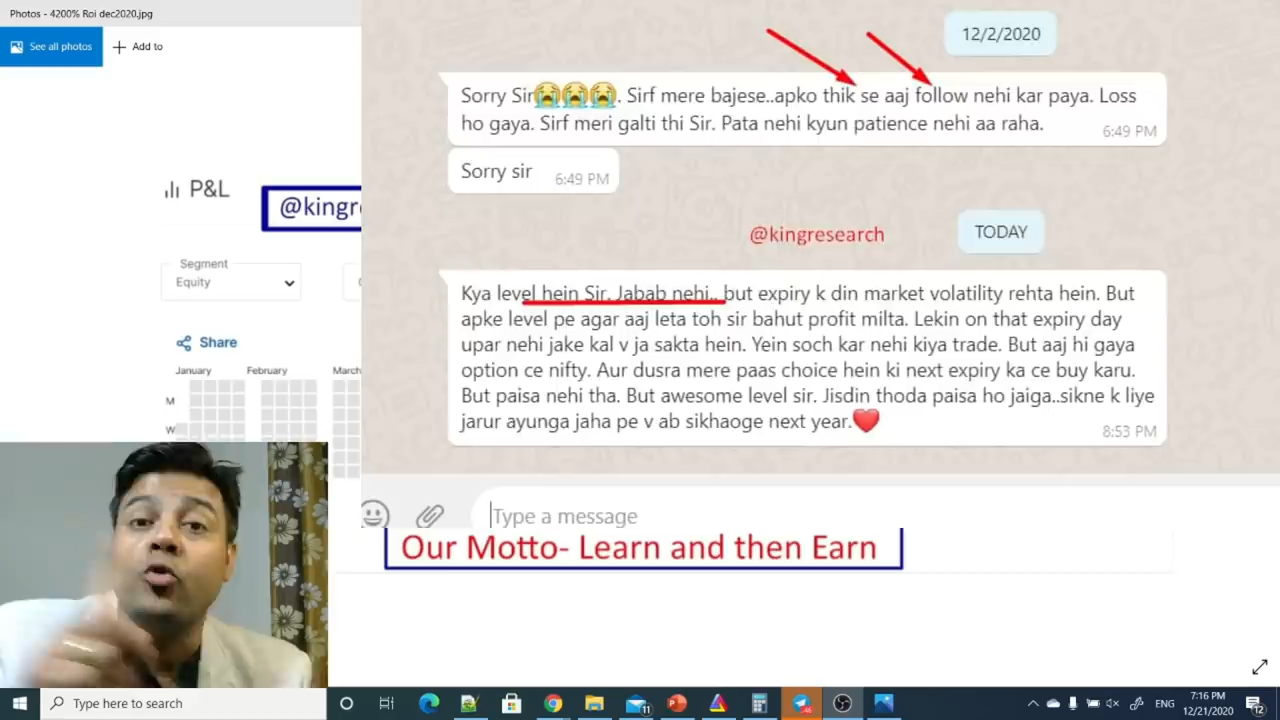 Photos - 4200% Roi dec2020.jpg
See all photos
Add to
12/2/2020
Sorry Sir😭😭😭. Sirf mere bajese..apko thik se aaj follow nehi kar paya. Loss
ho gaya. Sirf meri galti thi Sir. Pata nehi kyun patience nehi aa raha.
6:49 PM
Sorry sir
6:49 PM
P&L
@kingre
@kingresearch
TODAY
Segment
Equity
Kya level hein Sir. Jabab nehi.. but expiry k din market volatility rehta hein. But
apke level pe agar aaj leta toh sir bahut profit milta. Lekin on that expiry day
upar nehi jake kal v ja sakta hein. Yein soch kar nehi kiya trade. But aaj hi gaya
option ce nifty. Aur dusra mere paas choice hein ki next expiry ka ce buy karu.
But paisa nehi tha. But awesome level sir. Jisdin thoda paisa ho jaiga..sikne k liye
jarur ayunga jaha pe v ab sikhaoge next year.❤️
8:53 PM
Share
January
February
March
M
W
Type a message
Our Motto- Learn and then Earn
Type here to search
11
46
ENG
7:16 PM
12/21/2020
12